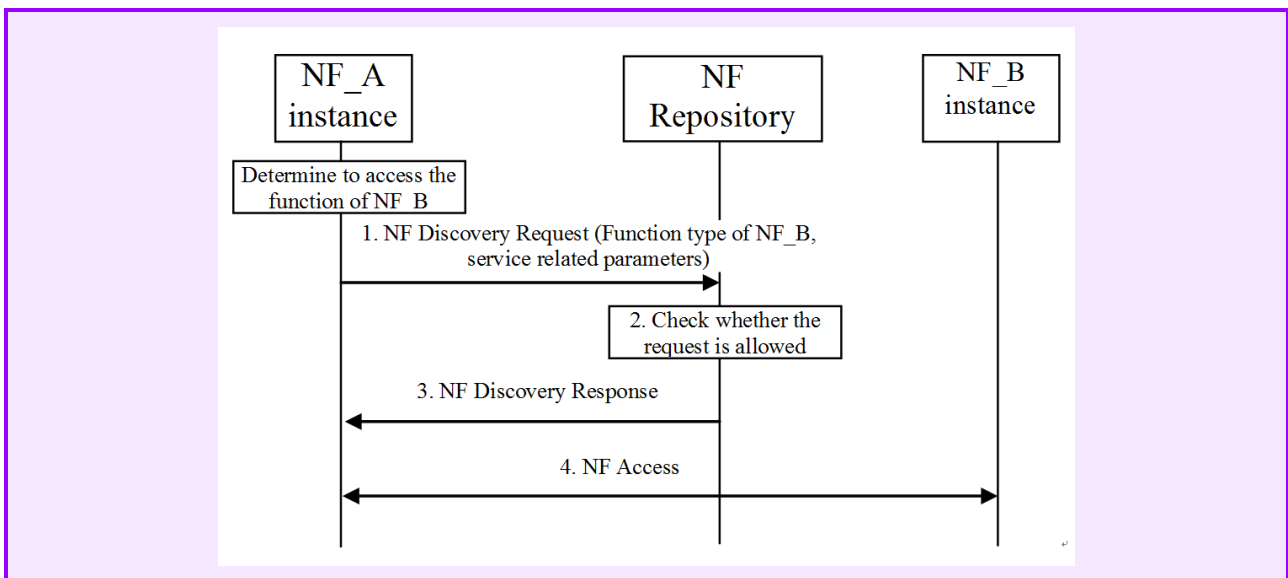 NF_A
instance
NF
Repository
NF_B
instance
Determine to access the
function of NF_B
1. NF Discovery Request (Function type of NF_B,
service related parameters)
2. Check whether the
request is allowed
3. NF Discovery Response
4. NF Access